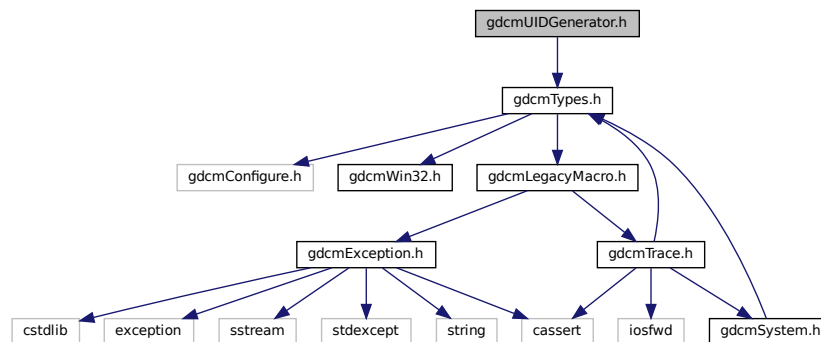 gdcmUIDGenerator.h
gdcmTypes.h
gdcmConfigure.h
gdcmWin32.h
gdcmLegacyMacro.h
gdcmException.h
gdcmTrace.h
cstdlib
exception
sstream
stdexcept
string
cassert
iosfwd
gdcmSystem.h